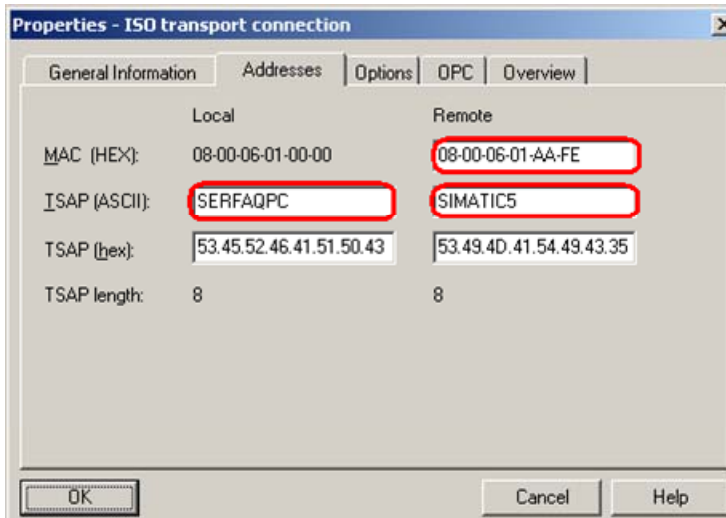 Properties - ISO transport connection
General Information Addresses Options OPC Overview
Local Remote
MAC (HEX): 08-00-06-01-00-00 08-00-06-01-AA-FE
TSAP (ASCII): SERFAQPC SIMATIC5
TSAP (hex): 53.45.52.46.41.51.50.43 53.49.4D.41.54.49.43.35
TSAP length: 8 8
OK Cancel Help